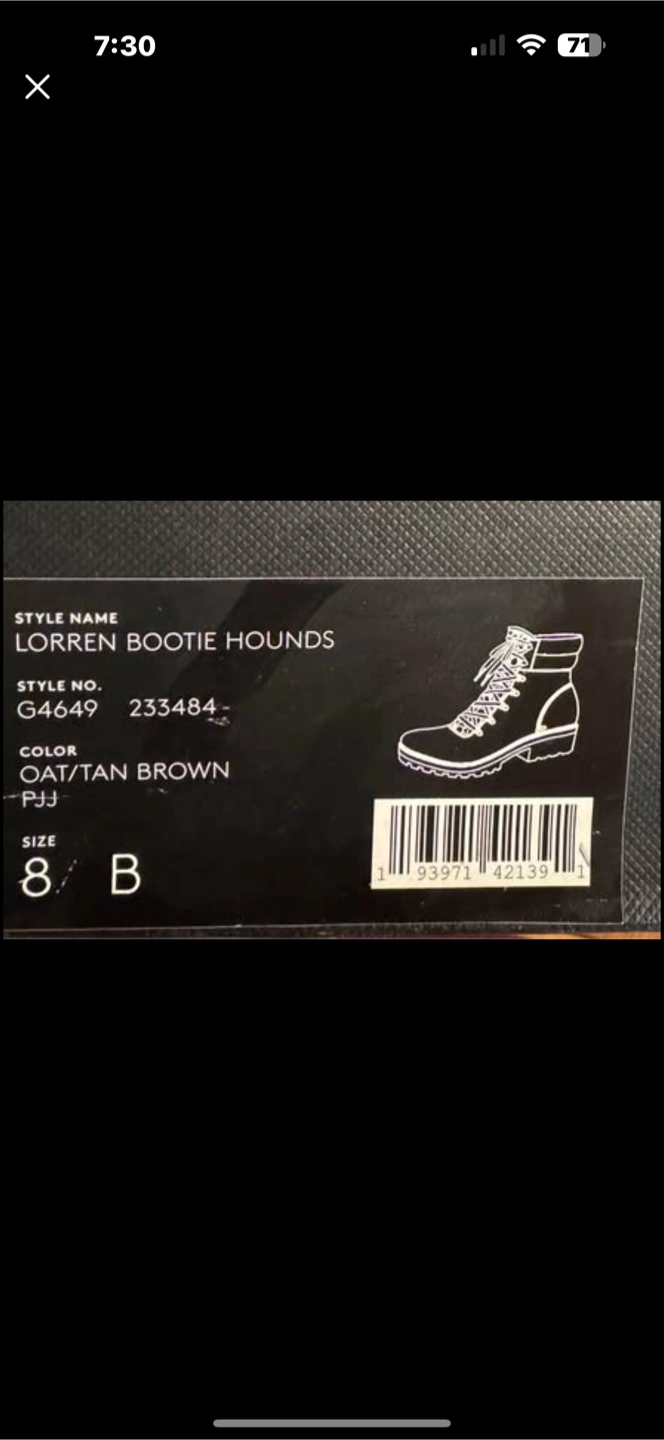 7:30
71
STYLE NAME
LORREN BOOTIE HOUNDS
STYLE NO.
G4649 233484-
COLOR
OAT/TAN BROWN
PJJ
SIZE
8 B
1 93971 42139 1